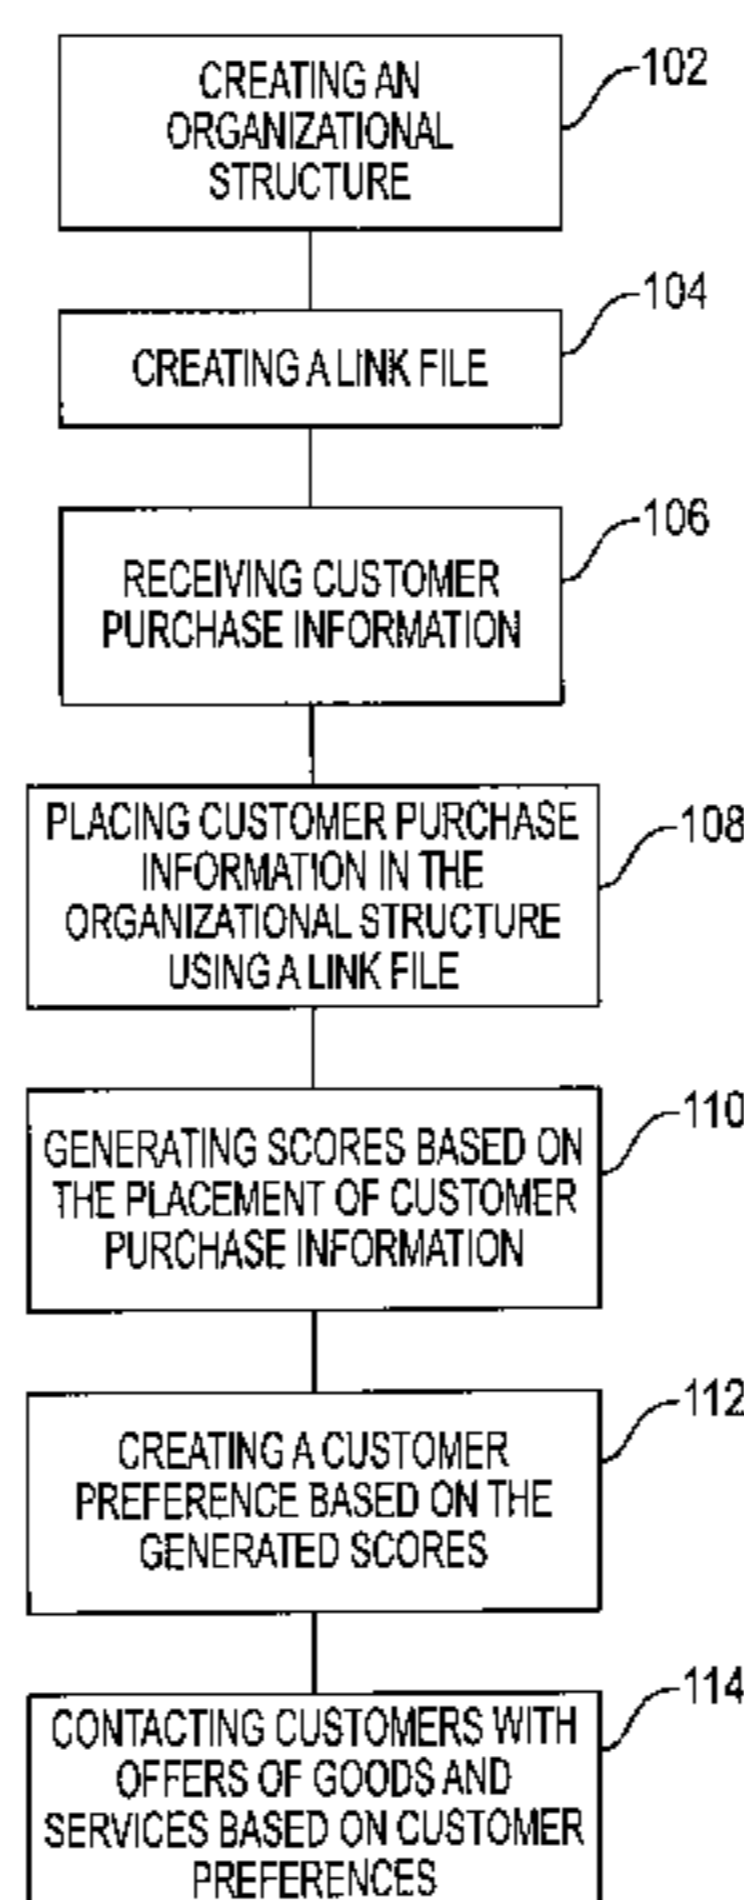 CREATING AN
ORGANIZATIONAL
STRUCTURE
102
CREATING A LINK FILE
104
RECEIVING CUSTOMER
PURCHASE INFORMATION
106
PLACING CUSTOMER PURCHASE
INFORMATION IN THE
ORGANIZATIONAL STRUCTURE
USING A LINK FILE
108
GENERATING SCORES BASED ON
THE PLACEMENT OF CUSTOMER
PURCHASE INFORMATION
110
CREATING A CUSTOMER
PREFERENCE BASED ON THE
GENERATED SCORES
112
CONTACTING CUSTOMERS WITH
OFFERS OF GOODS AND
SERVICES BASED ON CUSTOMER
PREFERENCES
114